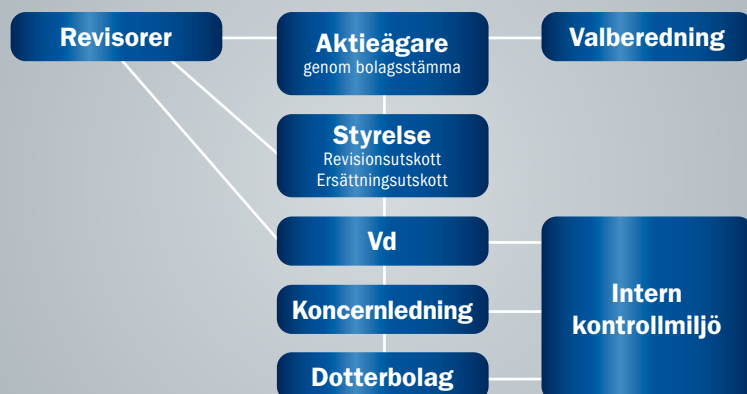 Revisorer
Aktieägare
genom bolagsstämma
Valberedning
Styrelse
Revisionsutskott
Ersättningsutskott
Vd
Koncernledning
Intern
kontrollmiljö
Dotterbolag